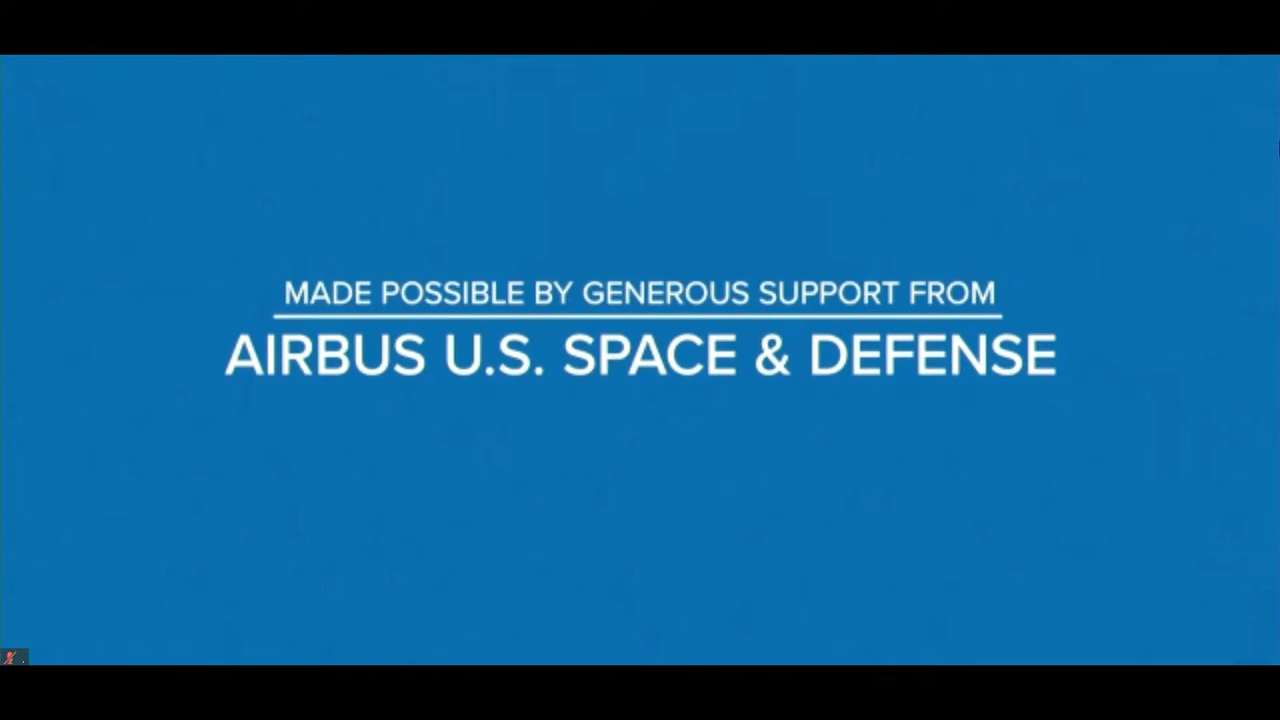 MADE POSSIBLE BY GENEROUS SUPPORT FROM
AIRBUS U.S. SPACE & DEFENSE